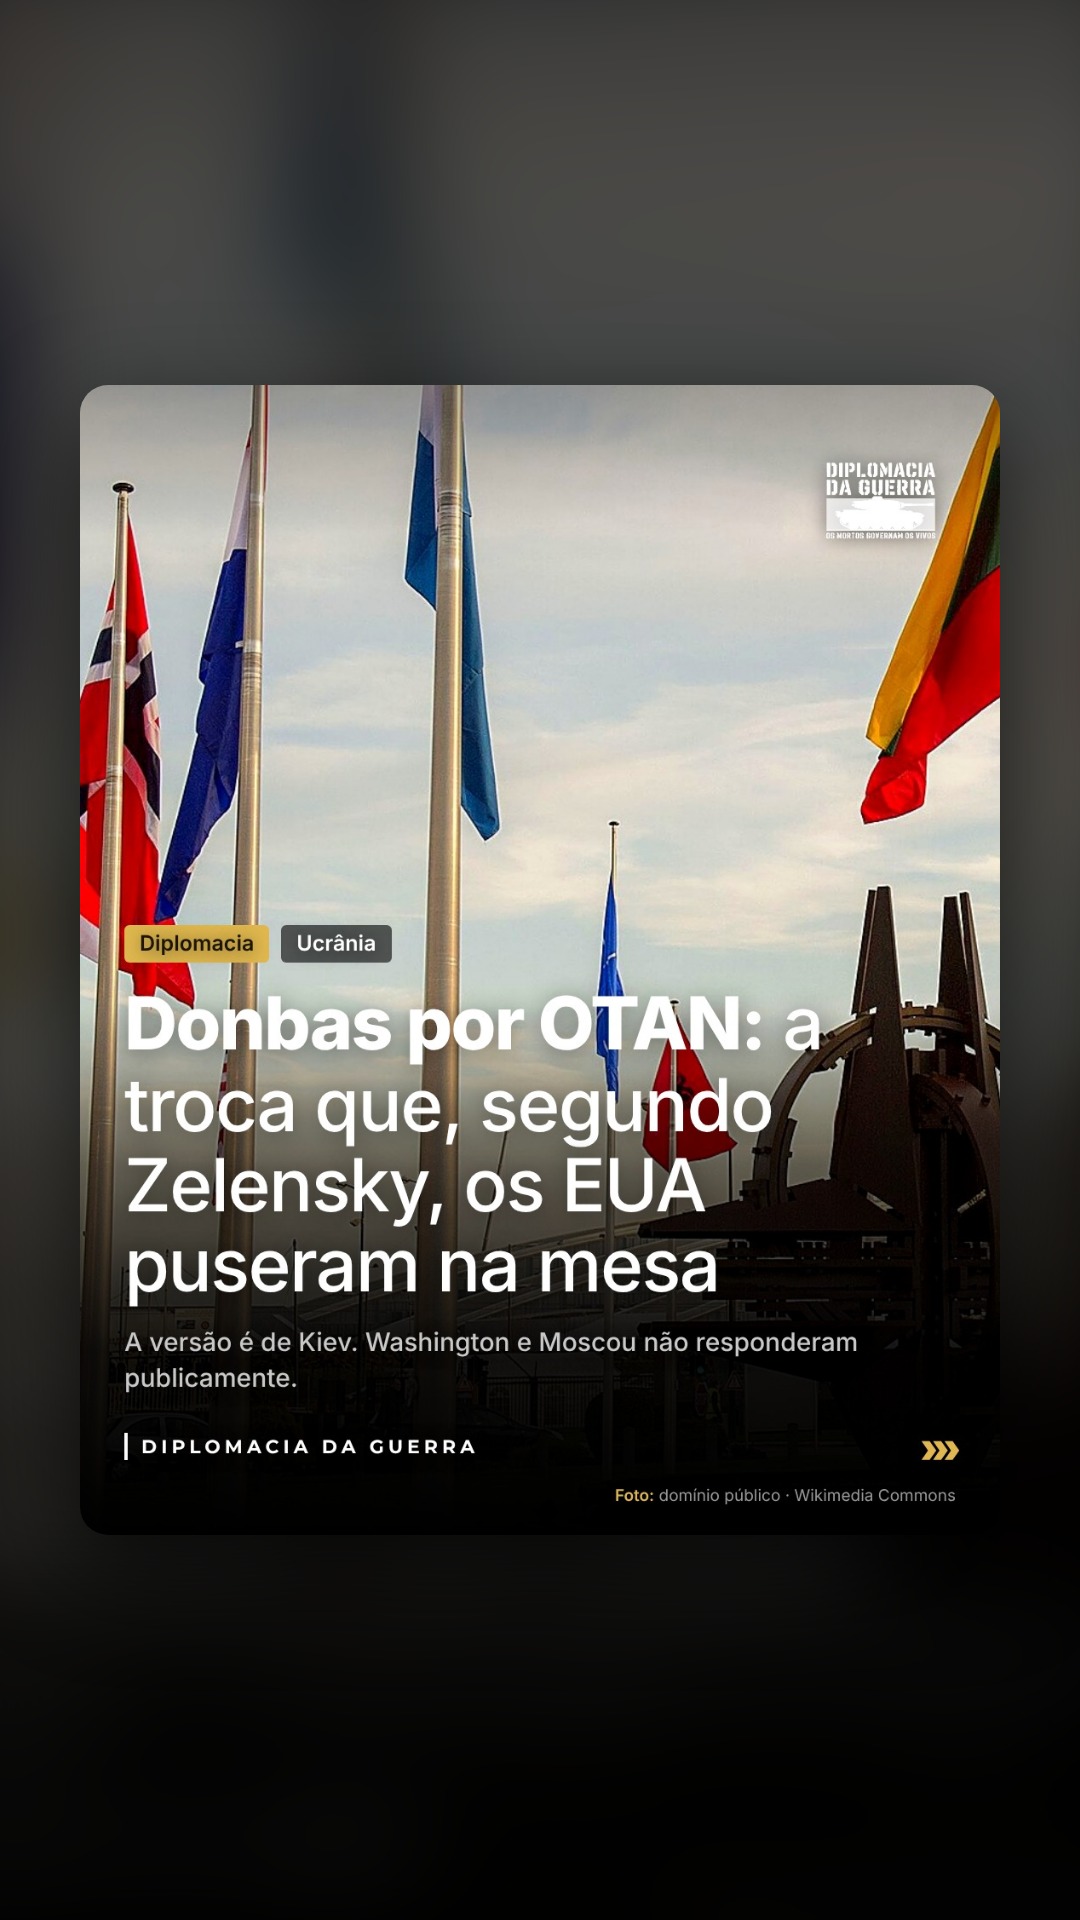 DIPLOMACIA
DA GUERRA
OS MORTOS GOVERNAM OS VIVOS
Diplomacia
Ucrânia
Donbas por OTAN: a
troca que, segundo
Zelensky, os EUA
puseram na mesa
A versão é de Kiev. Washington e Moscou não responderam
publicamente.
DIPLOMACIA DA GUERRA
Foto: domínio público · Wikimedia Commons